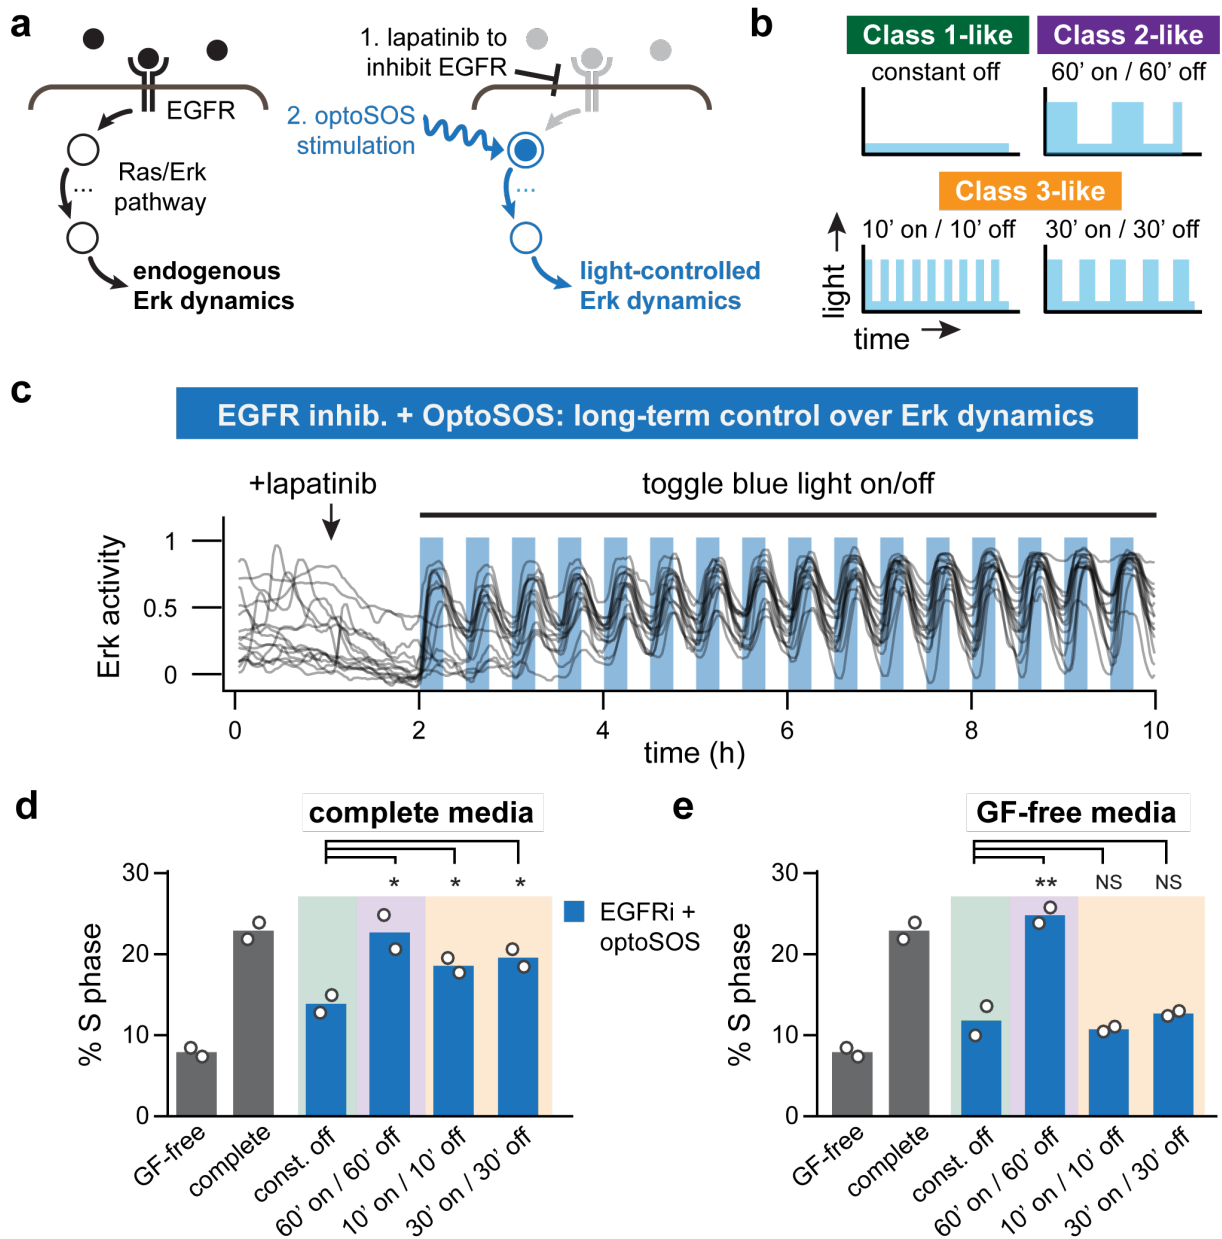 a
1. lapatinib to
inhibit EGFR
EGFR
2. optoSOS
stimulation
...
Ras/Erk
pathway
...
endogenous
Erk dynamics
light-controlled
Erk dynamics
b
Class 1-like
Class 2-like
constant off
60’ on / 60’ off
Class 3-like
10’ on / 10’ off
30’ on / 30’ off
light
time
c
EGFR inhib. + OptoSOS: long-term control over Erk dynamics
+lapatinib
toggle blue light on/off
Erk activity
1
0.5
0
0
2
4
6
8
10
time (h)
d
complete media
% S phase
30
20
10
0
*
*
*
EGFRi +
optoSOS
GF-free
complete
const. off
60’ on / 60’ off
10’ on / 10’ off
30’ on / 30’ off
e
GF-free media
% S phase
30
20
10
0
**
NS
NS
GF-free
complete
const. off
60’ on / 60’ off
10’ on / 10’ off
30’ on / 30’ off